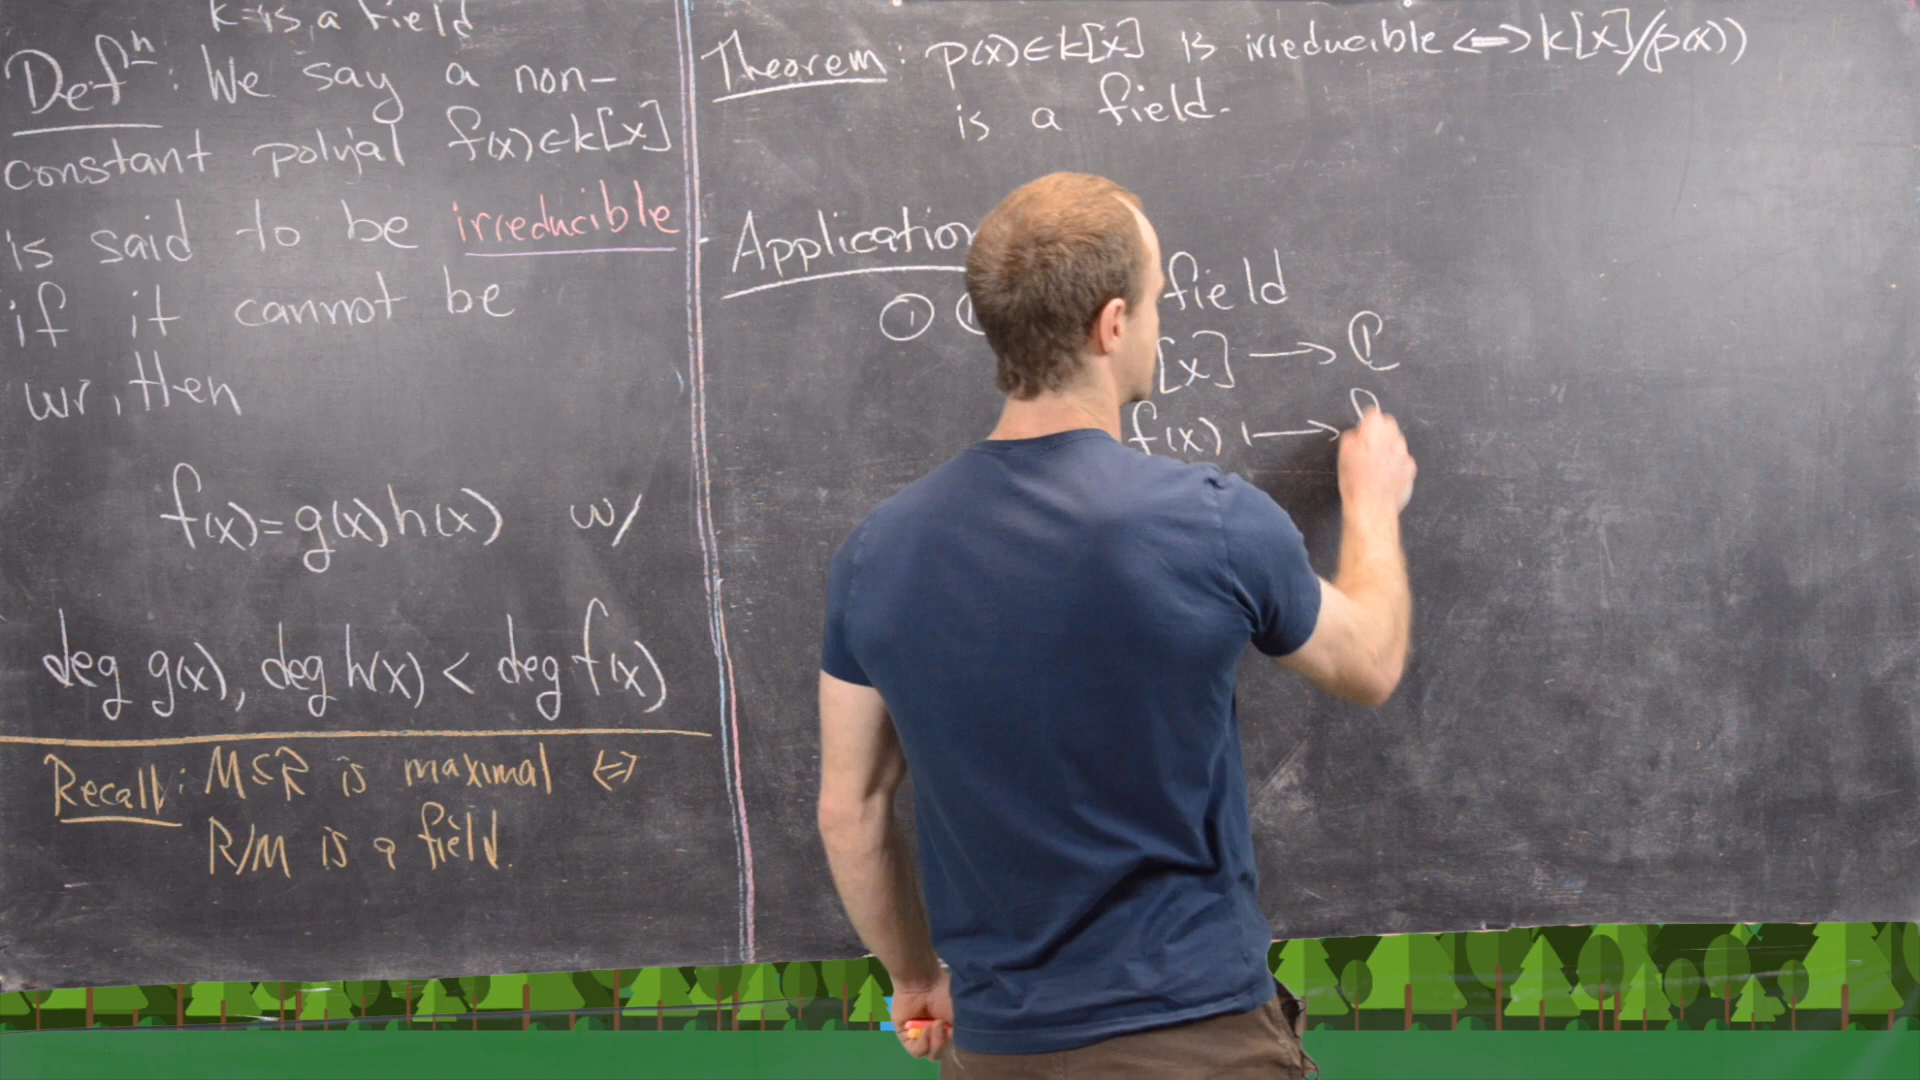 k is a field
Defⁿ: We say a non-
constant polyal f(x)∈k[x]
is said to be irreducible
if it cannot be
written
f(x)=g(x)h(x) w/
deg g(x), deg h(x) < deg f(x)
Recall: M⊂R is maximal ⇔
R/M is a field.
Theorem: p(x)∈k[x] is irreducible ⇔ k[x]/(p(x))
is a field.
Application
① field
[x] → ℂ
f(x) ↦